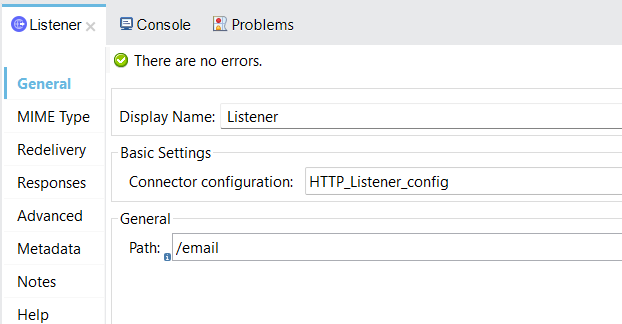 Listener
Console
Problems
There are no errors.
General
MIME Type
Redelivery
Responses
Advanced
Metadata
Notes
Help
Display Name: Listener
Basic Settings
Connector configuration: HTTP_Listener_config
General
Path: /email